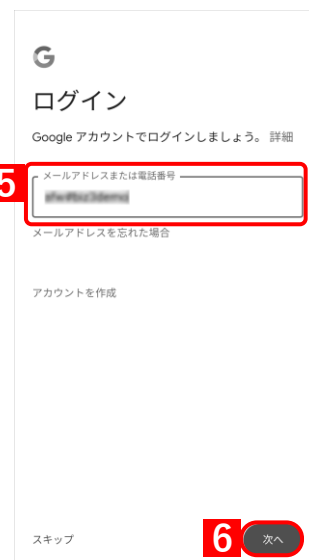 G
ログイン
Google アカウントでログインしましょう。 詳細
5
メールアドレスまたは電話番号
メールアドレスを忘れた場合
アカウントを作成
スキップ
6
次へ